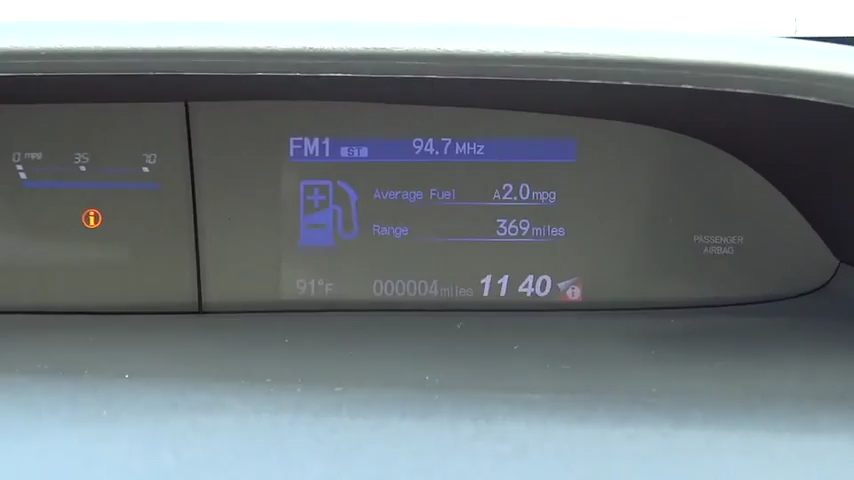 0 mpg 35 70
FM1 ST 94.7 MHz
Average Fuel A 2.0 mpg
Range 369 miles
PASSENGER
AIRBAG
91°F 000004 miles 11 40